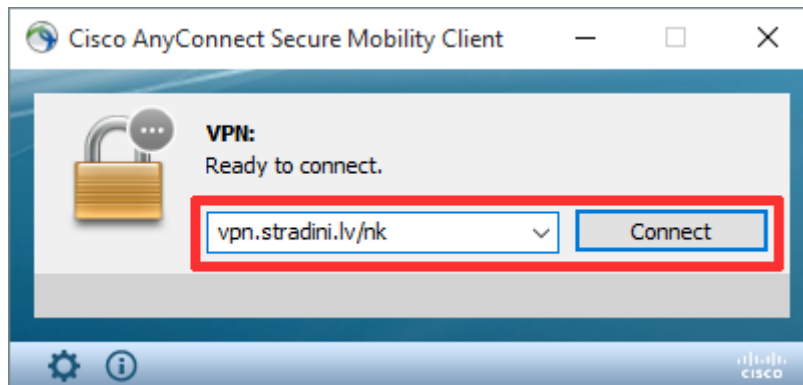 Cisco AnyConnect Secure Mobility Client
VPN:
Ready to connect.
vpn.stradini.lv/nk
Connect
cisco